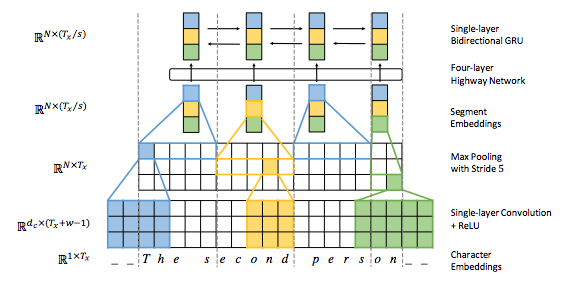 ℝ^{N×(T_x/s)}
Single-layer
Bidirectional GRU
Four-layer
Highway Network
ℝ^{N×(T_x/s)}
Segment
Embeddings
ℝ^{N×T_x}
Max Pooling
with Stride 5
ℝ^{d_c×(T_x+w−1)}
Single-layer Convolution
+ ReLU
ℝ^{1×T_x}
_ _ T h e s e c o n d p e r s o n _ _
Character
Embeddings